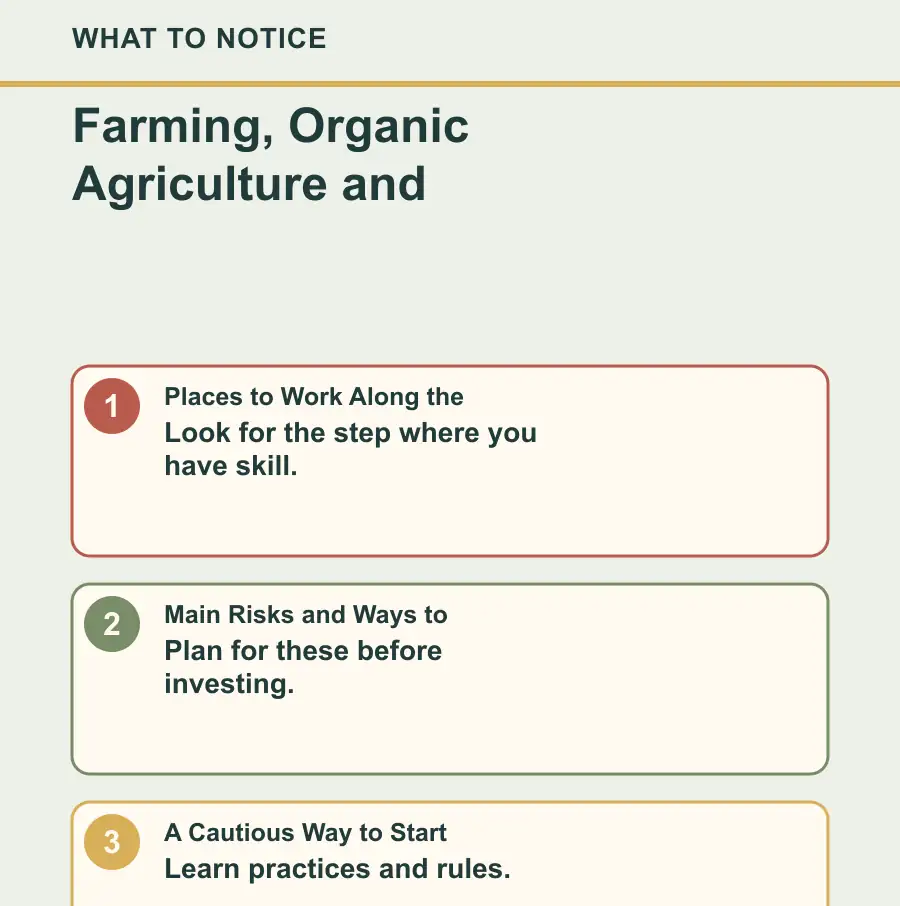 WHAT TO NOTICE
Farming, Organic
Agriculture and
1
Places to Work Along the
Look for the step where you
have skill.
2
Main Risks and Ways to
Plan for these before
investing.
3
A Cautious Way to Start
Learn practices and rules.